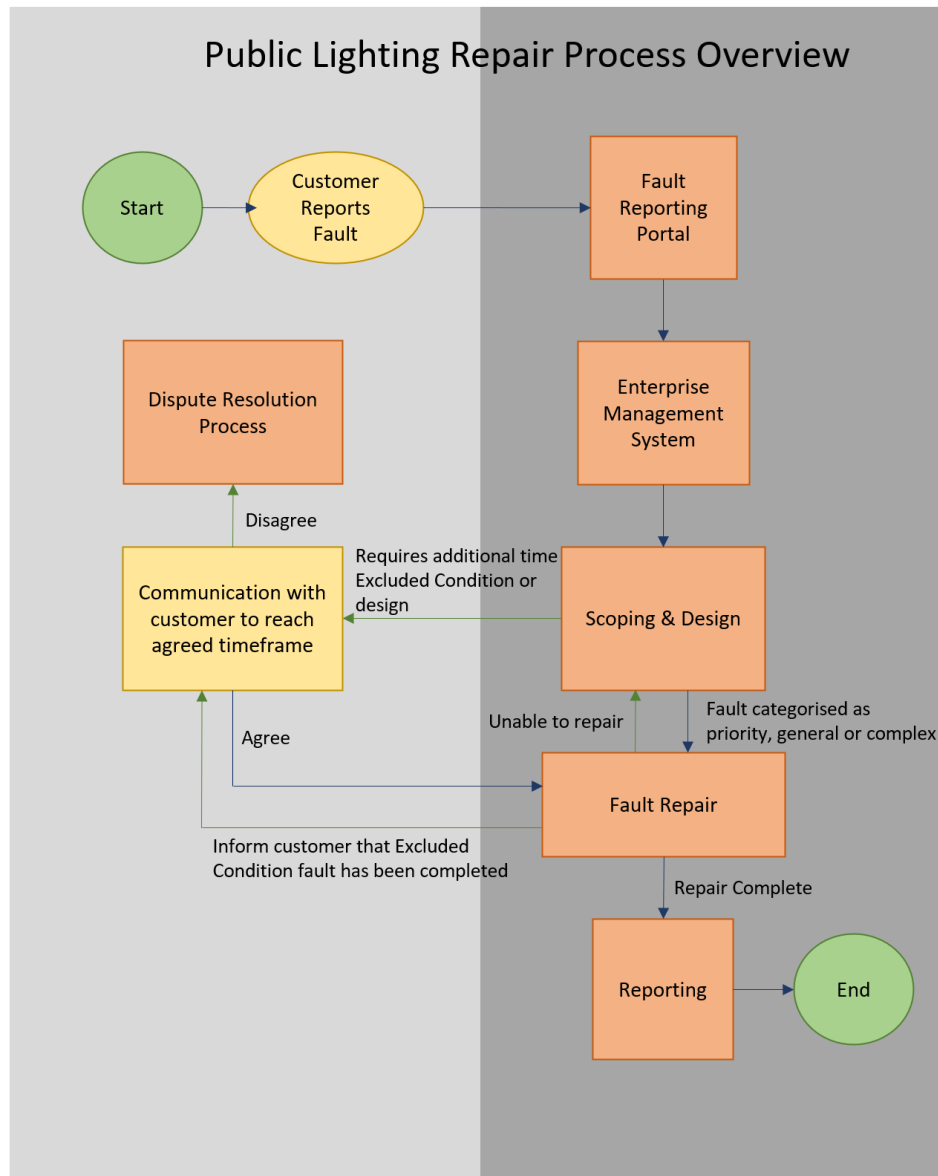 Public Lighting Repair Process Overview
Start
Customer
Reports
Fault
Fault
Reporting
Portal
Enterprise
Management
System
Dispute Resolution
Process
Disagree
Requires additional time
Excluded Condition or
design
Communication with
customer to reach
agreed timeframe
Scoping & Design
Unable to repair
Fault categorised as
priority, general or complex
Agree
Fault Repair
Inform customer that Excluded
Condition fault has been completed
Repair Complete
Reporting
End